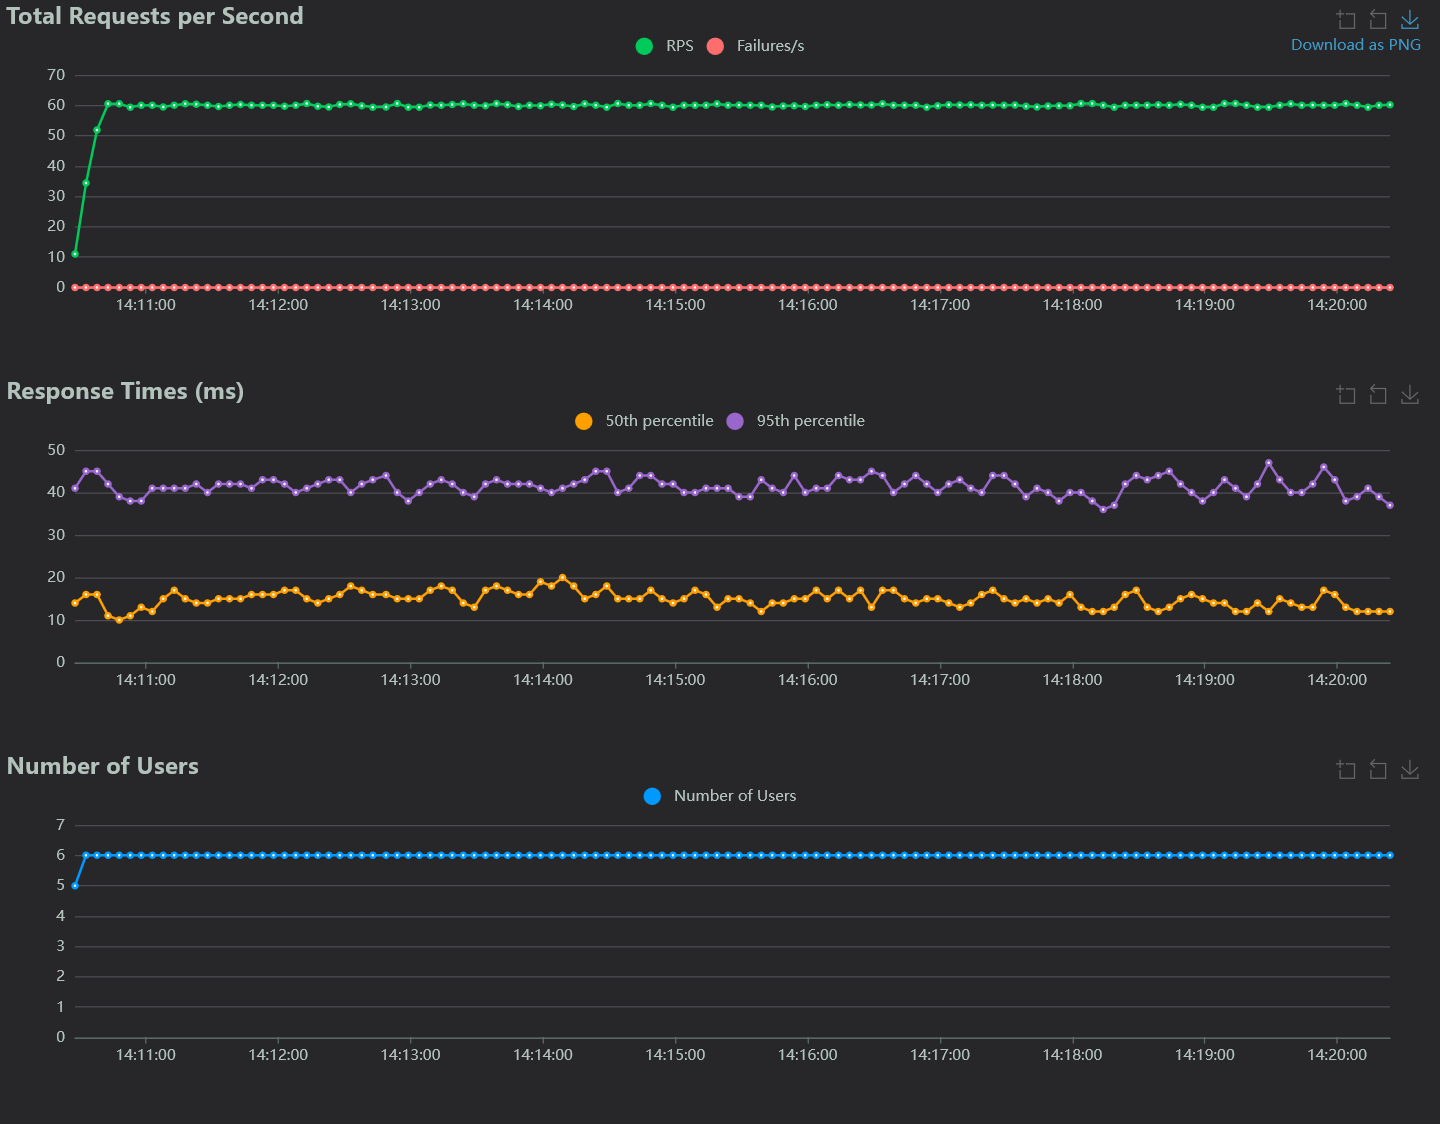 Total Requests per Second
RPS Failures/s
Download as PNG
70
60
50
40
30
20
10
0
14:11:00 14:12:00 14:13:00 14:14:00 14:15:00 14:16:00 14:17:00 14:18:00 14:19:00 14:20:00
Response Times (ms)
50th percentile 95th percentile
50
40
30
20
10
0
14:11:00 14:12:00 14:13:00 14:14:00 14:15:00 14:16:00 14:17:00 14:18:00 14:19:00 14:20:00
Number of Users
Number of Users
7
6
5
4
3
2
1
0
14:11:00 14:12:00 14:13:00 14:14:00 14:15:00 14:16:00 14:17:00 14:18:00 14:19:00 14:20:00